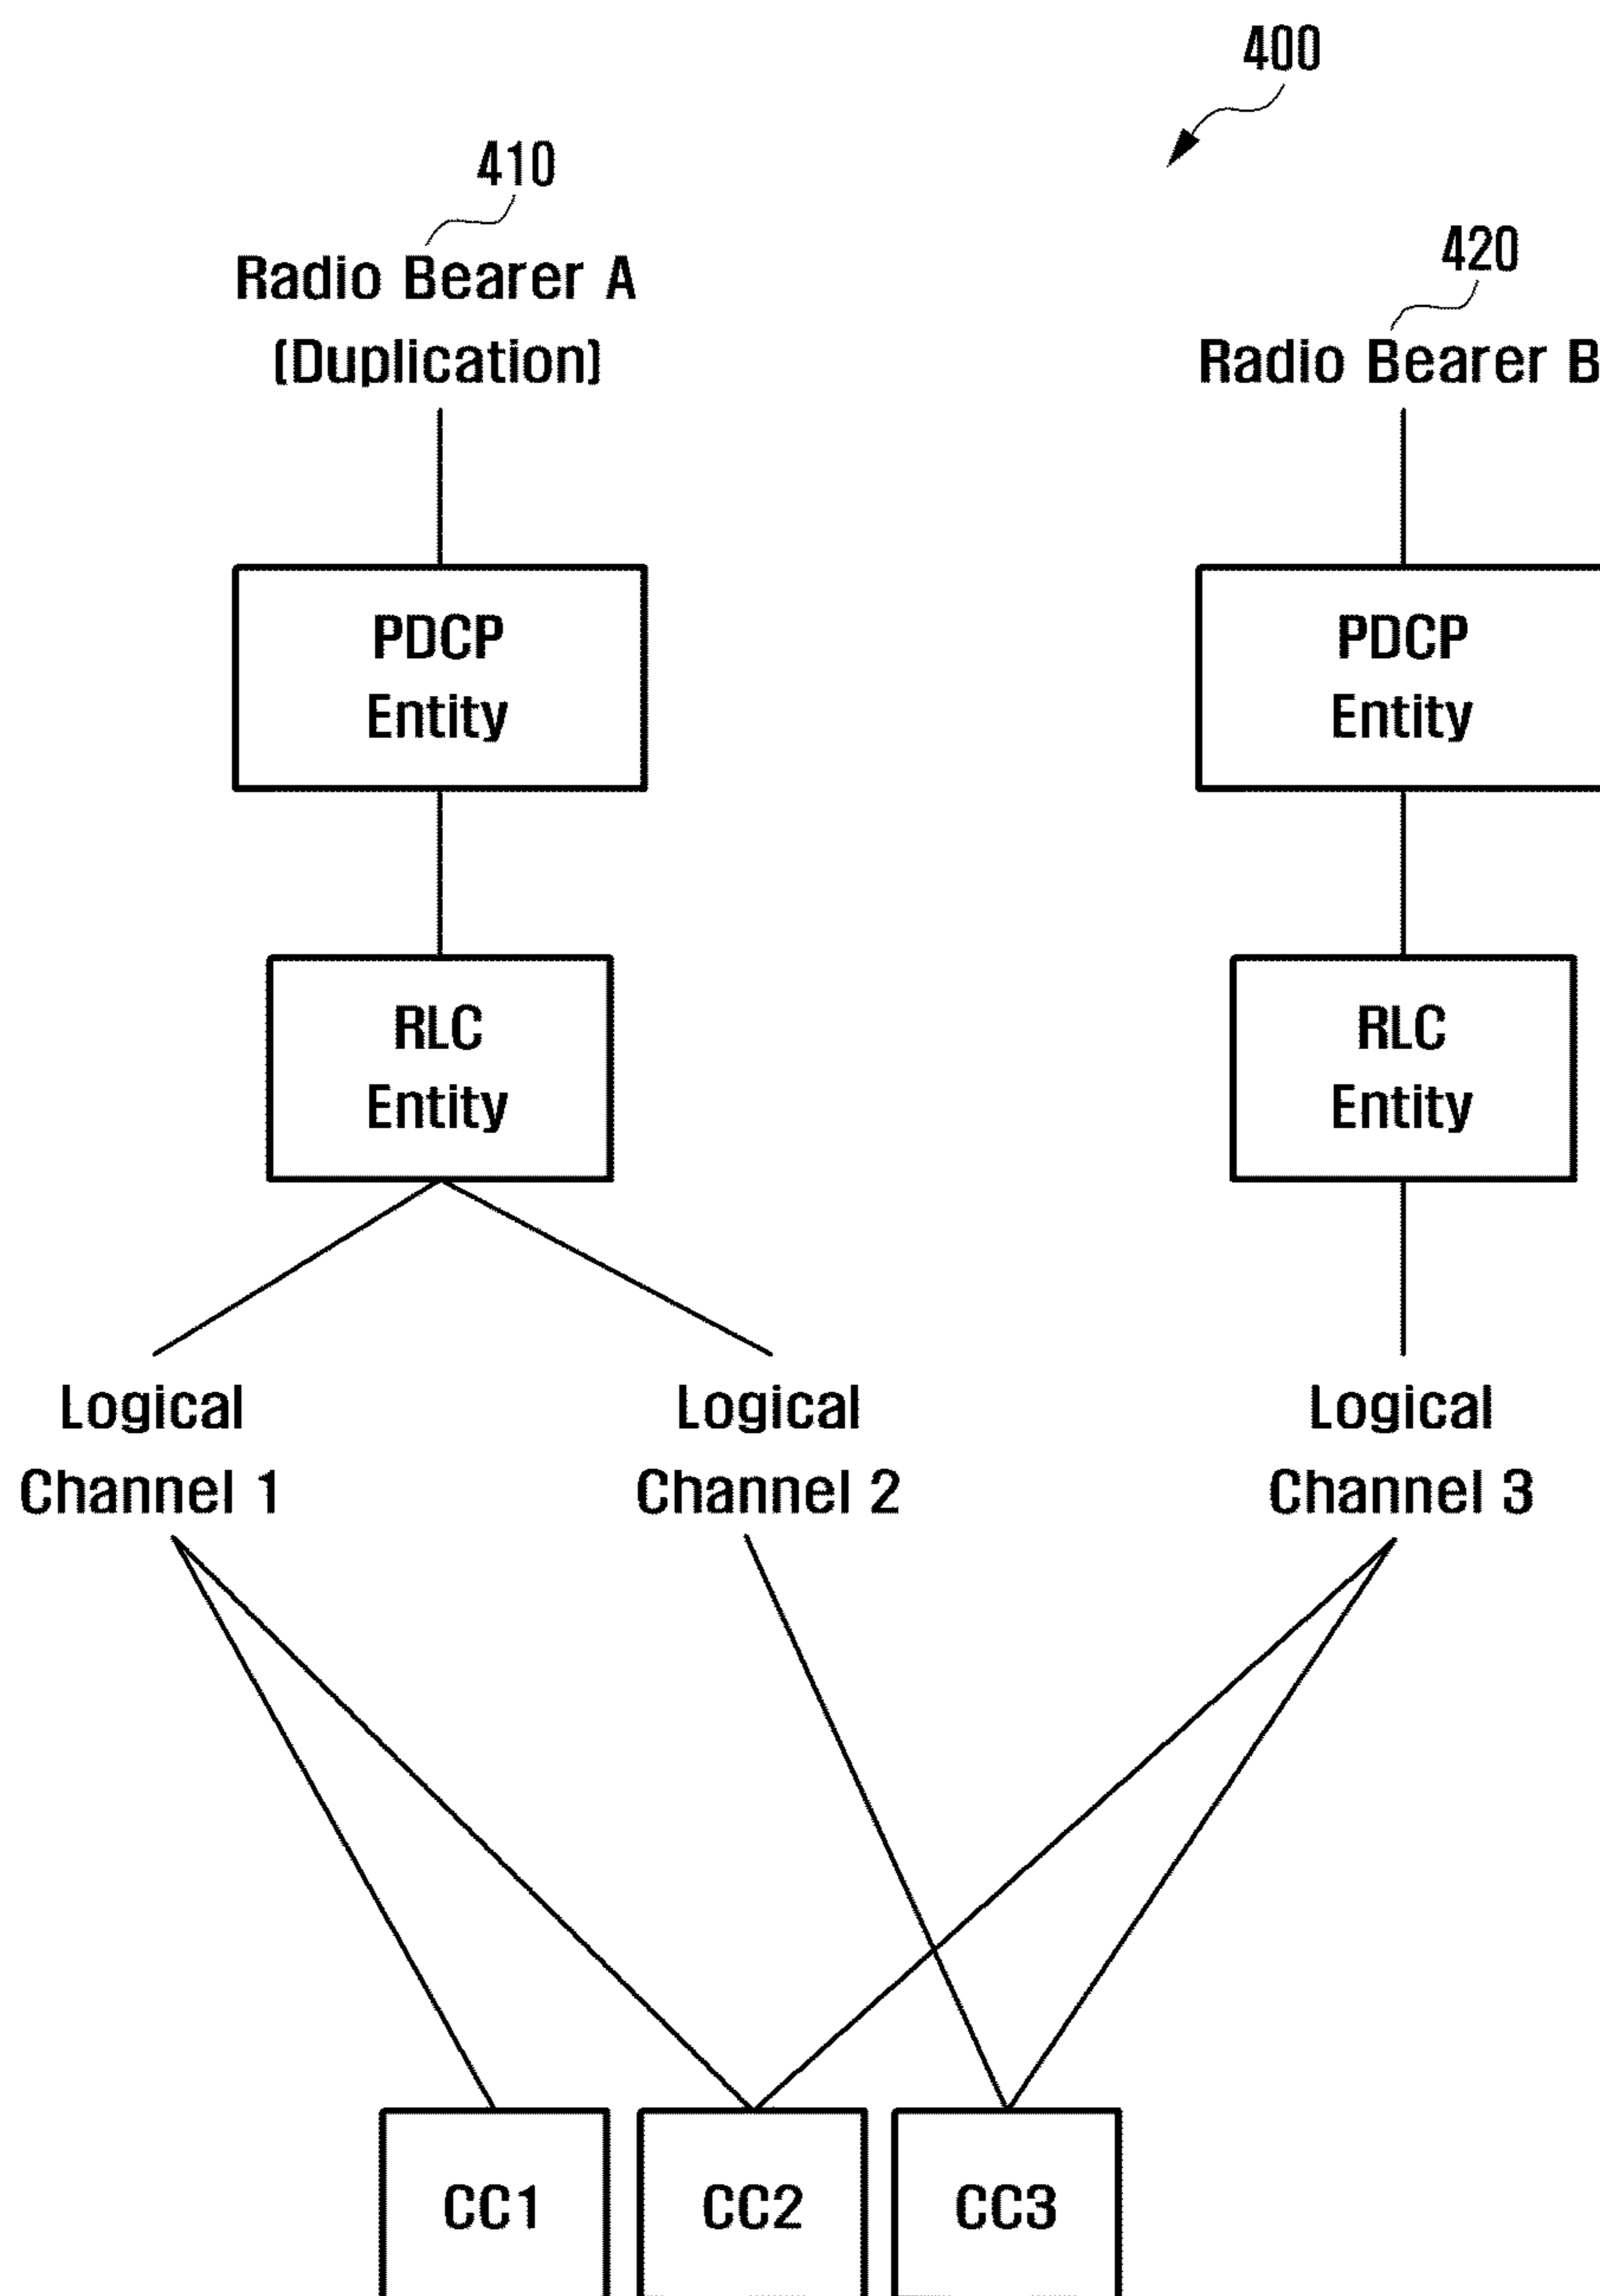 400
410
Radio Bearer A
(Duplication)
420
Radio Bearer B
PDCP
Entity
PDCP
Entity
RLC
Entity
RLC
Entity
Logical
Channel 1
Logical
Channel 2
Logical
Channel 3
CC1
CC2
CC3